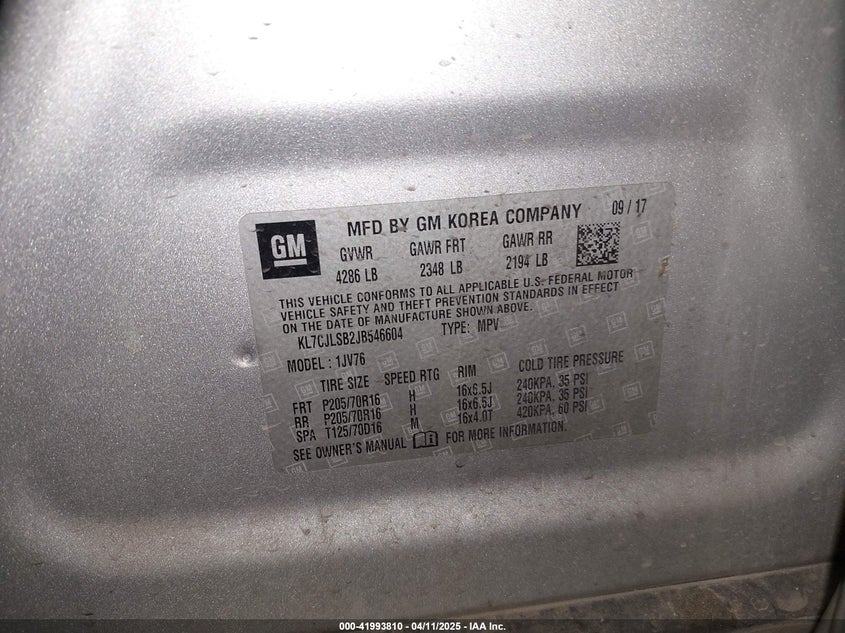 GM
MFD BY GM KOREA COMPANY 09 / 17
GVWR GAWR FRT GAWR RR
4286 LB 2348 LB 2194 LB
THIS VEHICLE CONFORMS TO ALL APPLICABLE U.S. FEDERAL MOTOR
VEHICLE SAFETY AND THEFT PREVENTION STANDARDS IN EFFECT
ON THE DATE OF MANUFACTURE SHOWN ABOVE.
KL7CJLSB2JB546604 TYPE: MPV
MODEL : 1JV76
TIRE SIZE SPEED RTG RIM COLD TIRE PRESSURE
FRT P205/70R16 H 16x6.5J 240KPA, 35 PSI
RR P205/70R16 H 16x6.5J 240KPA, 35 PSI
SPA T125/70D16 M 16x4.0T 420KPA, 60 PSI
SEE OWNER'S MANUAL FOR MORE INFORMATION.
000-41993810 - 04/11/2025 - IAA Inc.